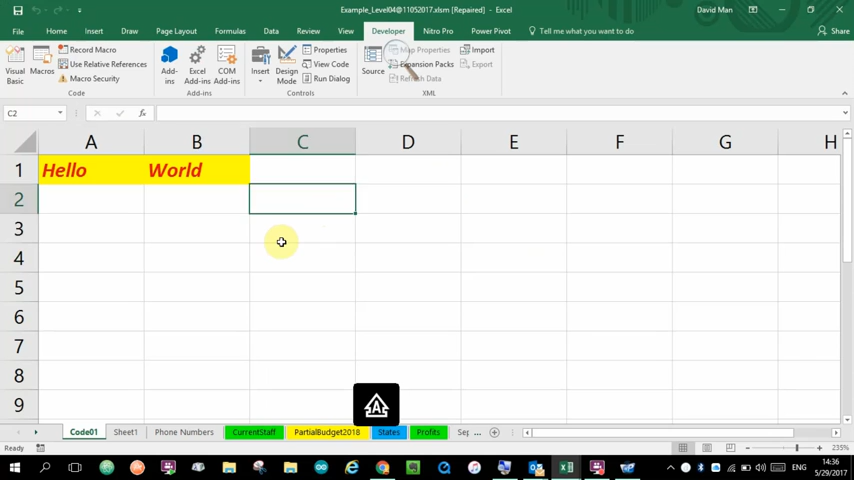 Example_Level04@11052017.xlsm [Repaired] - Excel
David Man
File Home Insert Draw Page Layout Formulas Data Review View Developer Nitro Pro Power Pivot Tell me what you want to do Share
Visual Basic
Macros
Record Macro
Use Relative References
Macro Security
Code
Add-ins
Excel Add-ins
COM Add-ins
Add-ins
Insert
Design Mode
Properties
View Code
Run Dialog
Controls
Source
Map Properties
Expansion Packs
Refresh Data
Import
Export
XML
C2 fx
A B C D E F G H
1 Hello World
2
3
4
5
6
7
8
9
A
Code01 Sheet1 Phone Numbers CurrentStaff PartialBudget2018 States Profits Sep ...
Ready 235%
ENG 14:36
5/29/2017